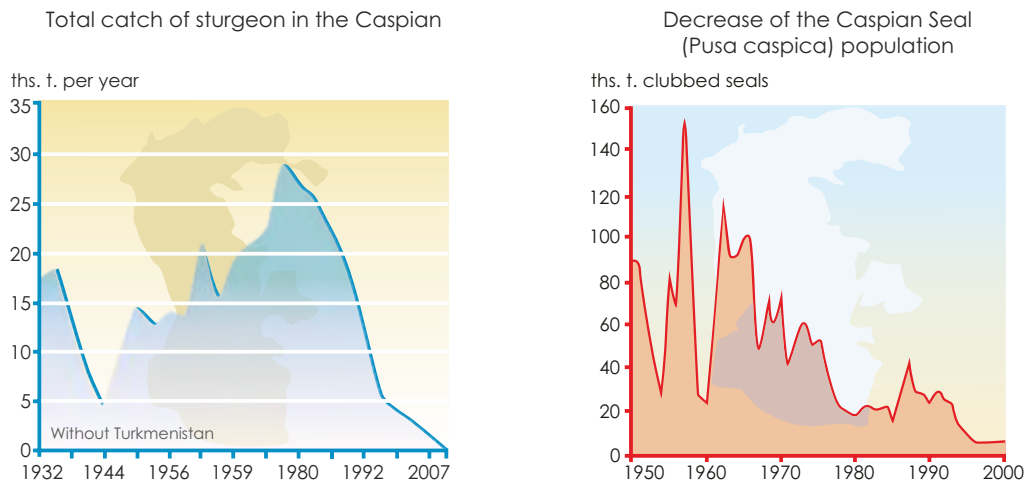 Total catch of sturgeon in the Caspian
ths. t. per year
35
30
25
20
15
10
5
0
Without Turkmenistan
1932 1944 1956 1959 1980 1992 2007
Decrease of the Caspian Seal
(Pusa caspica) population
ths. t. clubbed seals
160
140
120
100
80
60
40
20
0
1950 1960 1970 1980 1990 2000